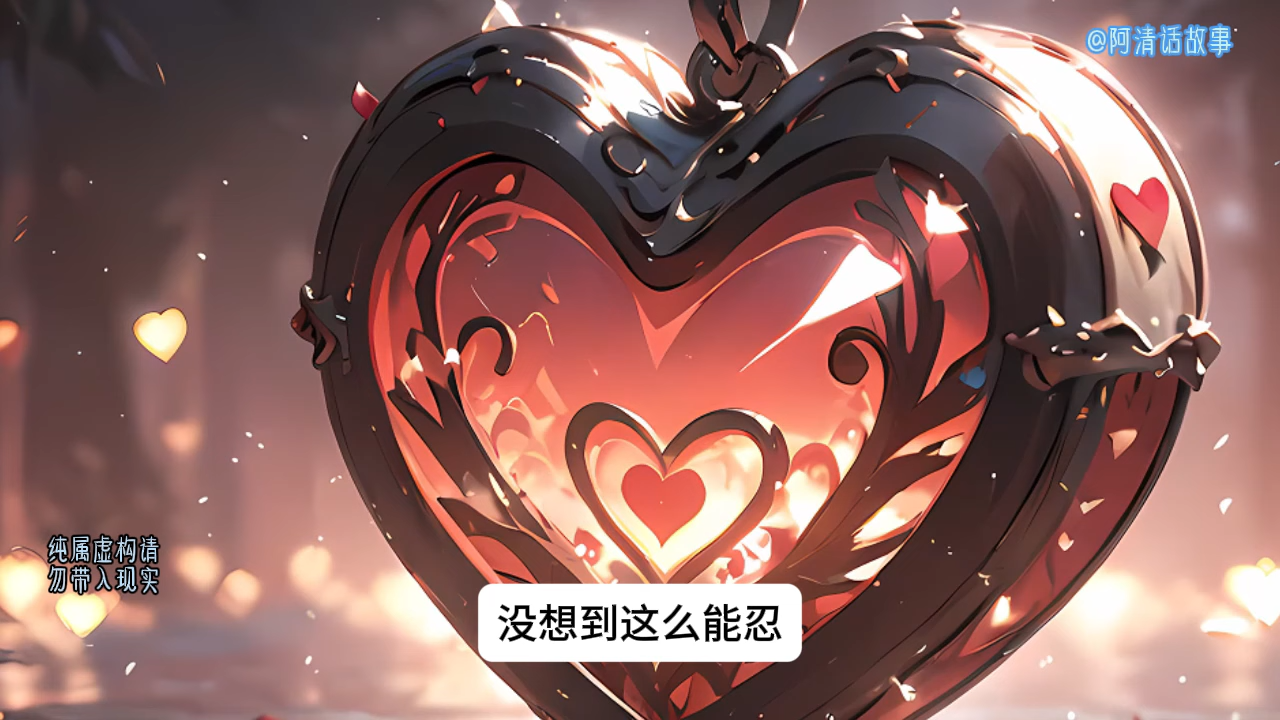 @阿清话故事
纯属虚构请
勿带入现实
没想到这么能忍